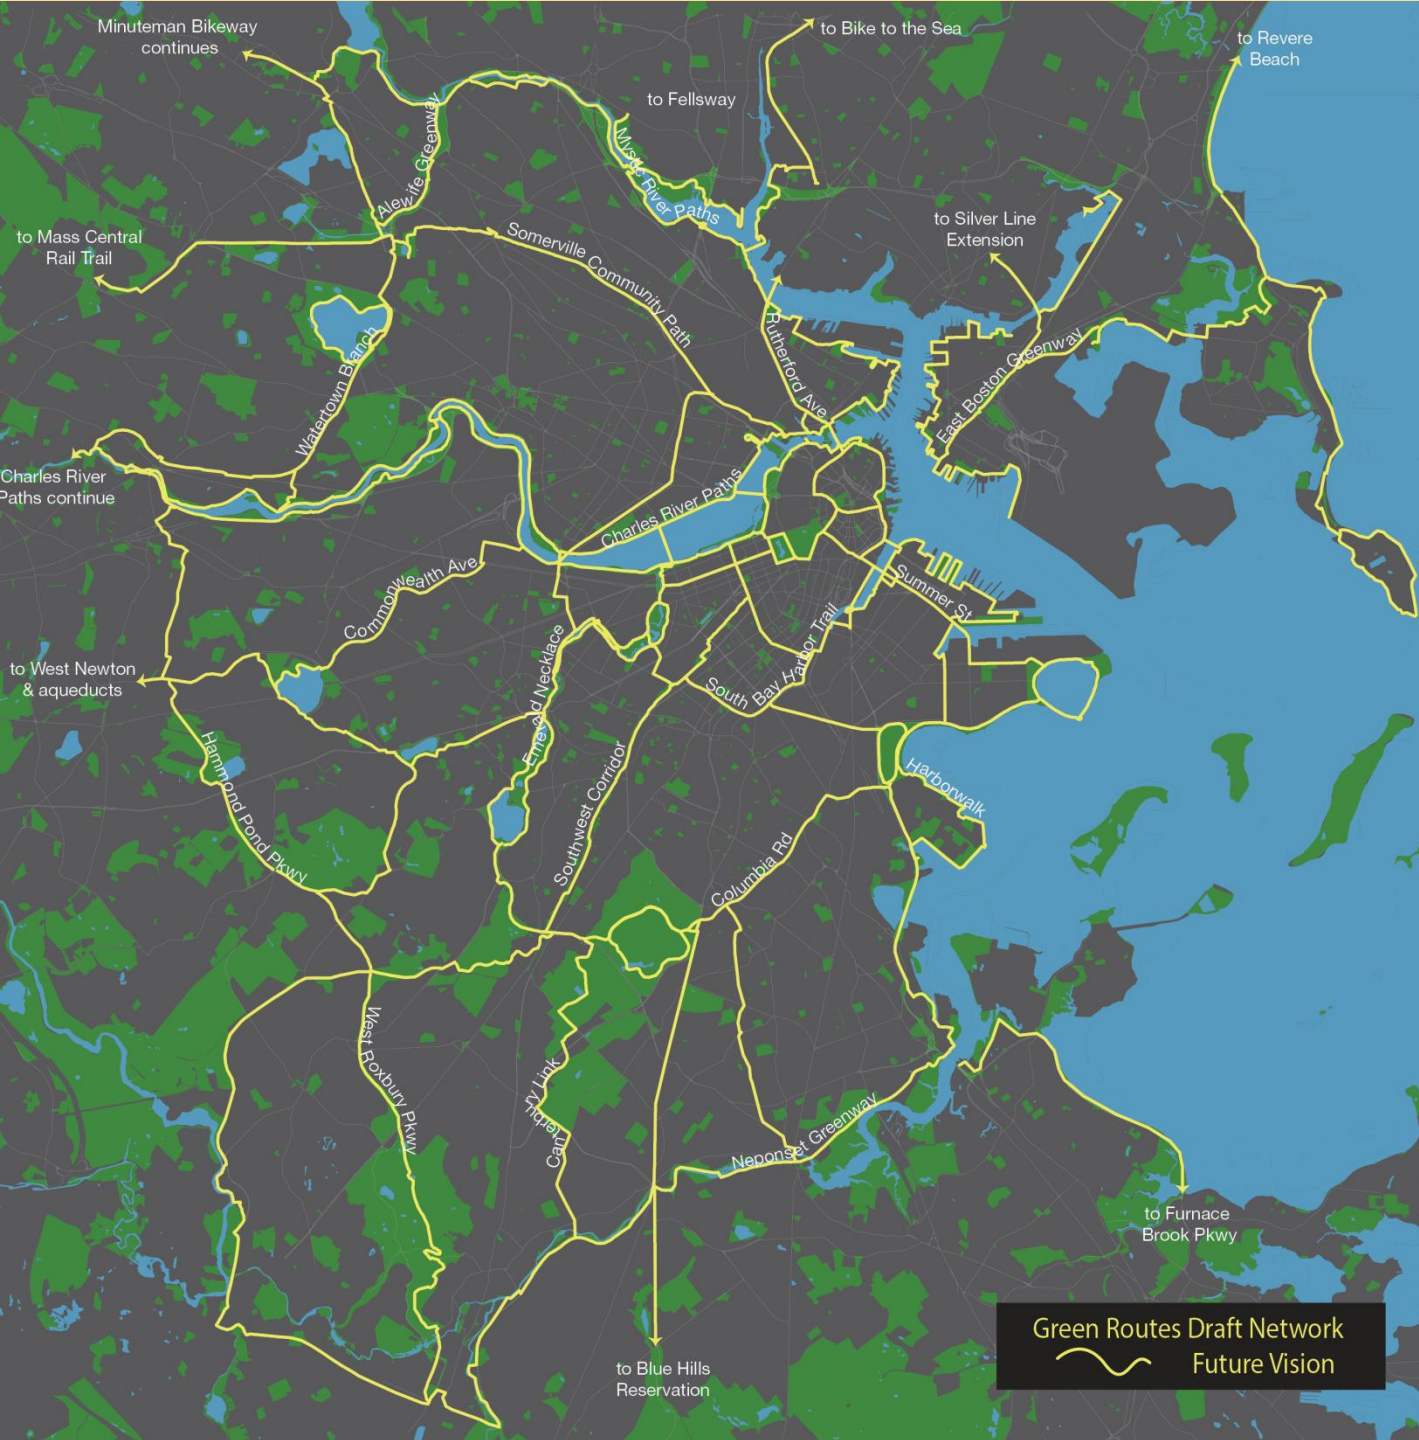 Minuteman Bikeway
continues
to Bike to the Sea
to Revere
Beach
to Fellsway
Alewife Greenway
Mystic River Paths
to Mass Central
Rail Trail
Somerville Community Path
to Silver Line
Extension
Watertown Branch
Rutherford Ave
East Boston Greenway
Charles River
Paths continue
Charles River Paths
Commonwealth Ave
Summer St
to West Newton
& aqueducts
Emerald Necklace
South Bay Harbor Trail
Hammond Pond Pkwy
Southwest Corridor
Harborwalk
Columbia Rd
West Roxbury Pkwy
Canterbury Link
Neponset Greenway
to Furnace
Brook Pkwy
Green Routes Draft Network
Future Vision
to Blue Hills
Reservation